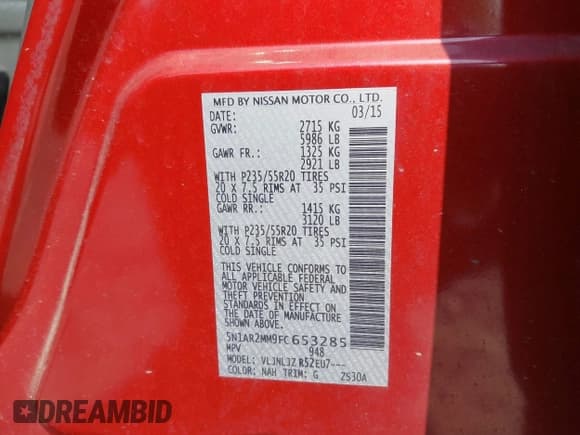 MFD BY NISSAN MOTOR CO., LTD.
DATE: 03/15
GVWR: 2715 KG
5986 LB
GAWR FR.: 1325 KG
2921 LB
WITH P235/55R20 TIRES
20 X 7.5 RIMS AT 35 PSI
COLD SINGLE
GAWR RR.: 1415 KG
3120 LB
WITH P235/55R20 TIRES
20 X 7.5 RIMS AT 35 PSI
COLD SINGLE
THIS VEHICLE CONFORMS TO
ALL APPLICABLE FEDERAL
MOTOR VEHICLE SAFETY AND
THEFT PREVENTION
STANDARDS IN EFFECT ON
THE DATE OF MANUFACTURE
SHOWN ABOVE.
5N1AR2MM9FC653285
MPV 948
MODEL: VLJNL3Z R52EU7---
COLOR: NAH TRIM: G ZS30A
DREAMBID